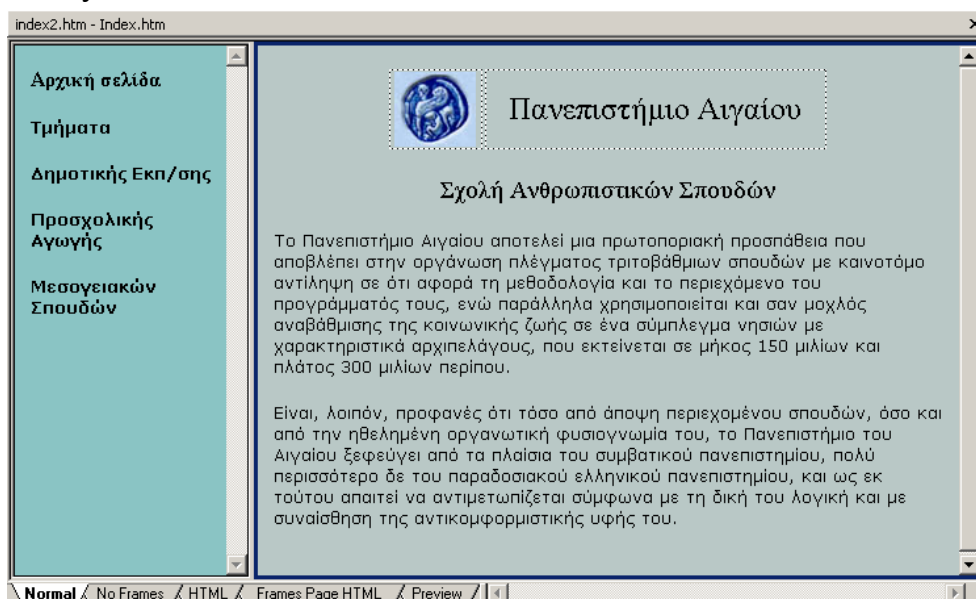 index2.htm - Index.htm
Αρχική σελίδα
Τμήματα
Δημοτικής Εκπ/σης
Προσχολικής
Αγωγής
Μεσογειακών
Σπουδών
Πανεπιστήμιο Αιγαίου
Σχολή Ανθρωπιστικών Σπουδών
Το Πανεπιστήμιο Αιγαίου αποτελεί μια πρωτοποριακή προσπάθεια που
αποβλέπει στην οργάνωση πλέγματος τριτοβάθμιων σπουδών με καινοτόμο
αντίληψη σε ότι αφορά τη μεθοδολογία και το περιεχόμενο του
προγράμματός τους, ενώ παράλληλα χρησιμοποιείται και σαν μοχλός
αναβάθμισης της κοινωνικής ζωής σε ένα σύμπλεγμα νησιών με
χαρακτηριστικά αρχιπελάγους, που εκτείνεται σε μήκος 150 μιλίων και
πλάτος 300 μιλίων περίπου.
Είναι, λοιπόν, προφανές ότι τόσο από άποψη περιεχομένου σπουδών, όσο και
από την ηθελημένη οργανωτική φυσιογνωμία του, το Πανεπιστήμιο του
Αιγαίου ξεφεύγει από τα πλαίσια του συμβατικού πανεπιστημίου, πολύ
περισσότερο δε του παραδοσιακού ελληνικού πανεπιστημίου, και ως εκ
τούτου απαιτεί να αντιμετωπίζεται σύμφωνα με τη δική του λογική και με
συναίσθηση της αντικομφορμιστικής υφής του.
Normal / No Frames / HTML / Frames Page HTML / Preview /